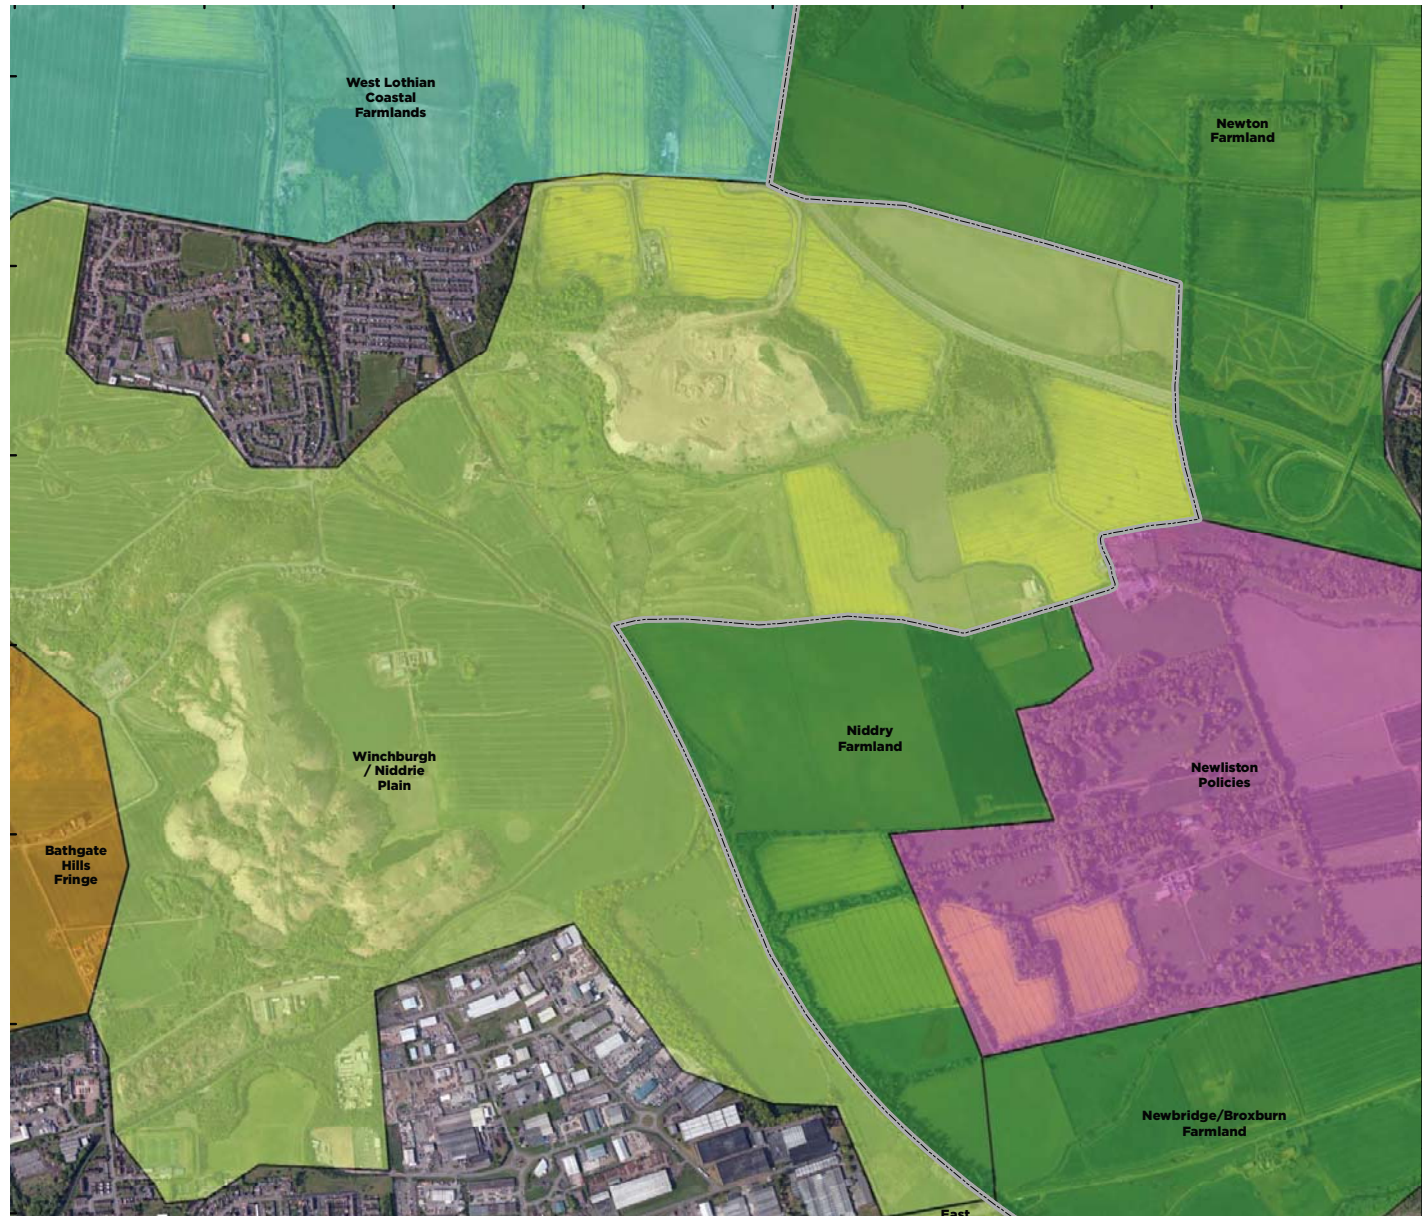 West Lothian
Coastal
Farmlands
Newton
Farmland
Niddry
Farmland
Winchburgh
/ Niddrie
Plain
Newliston
Policies
Bathgate
Hills
Fringe
Newbridge/Broxburn
Farmland
East